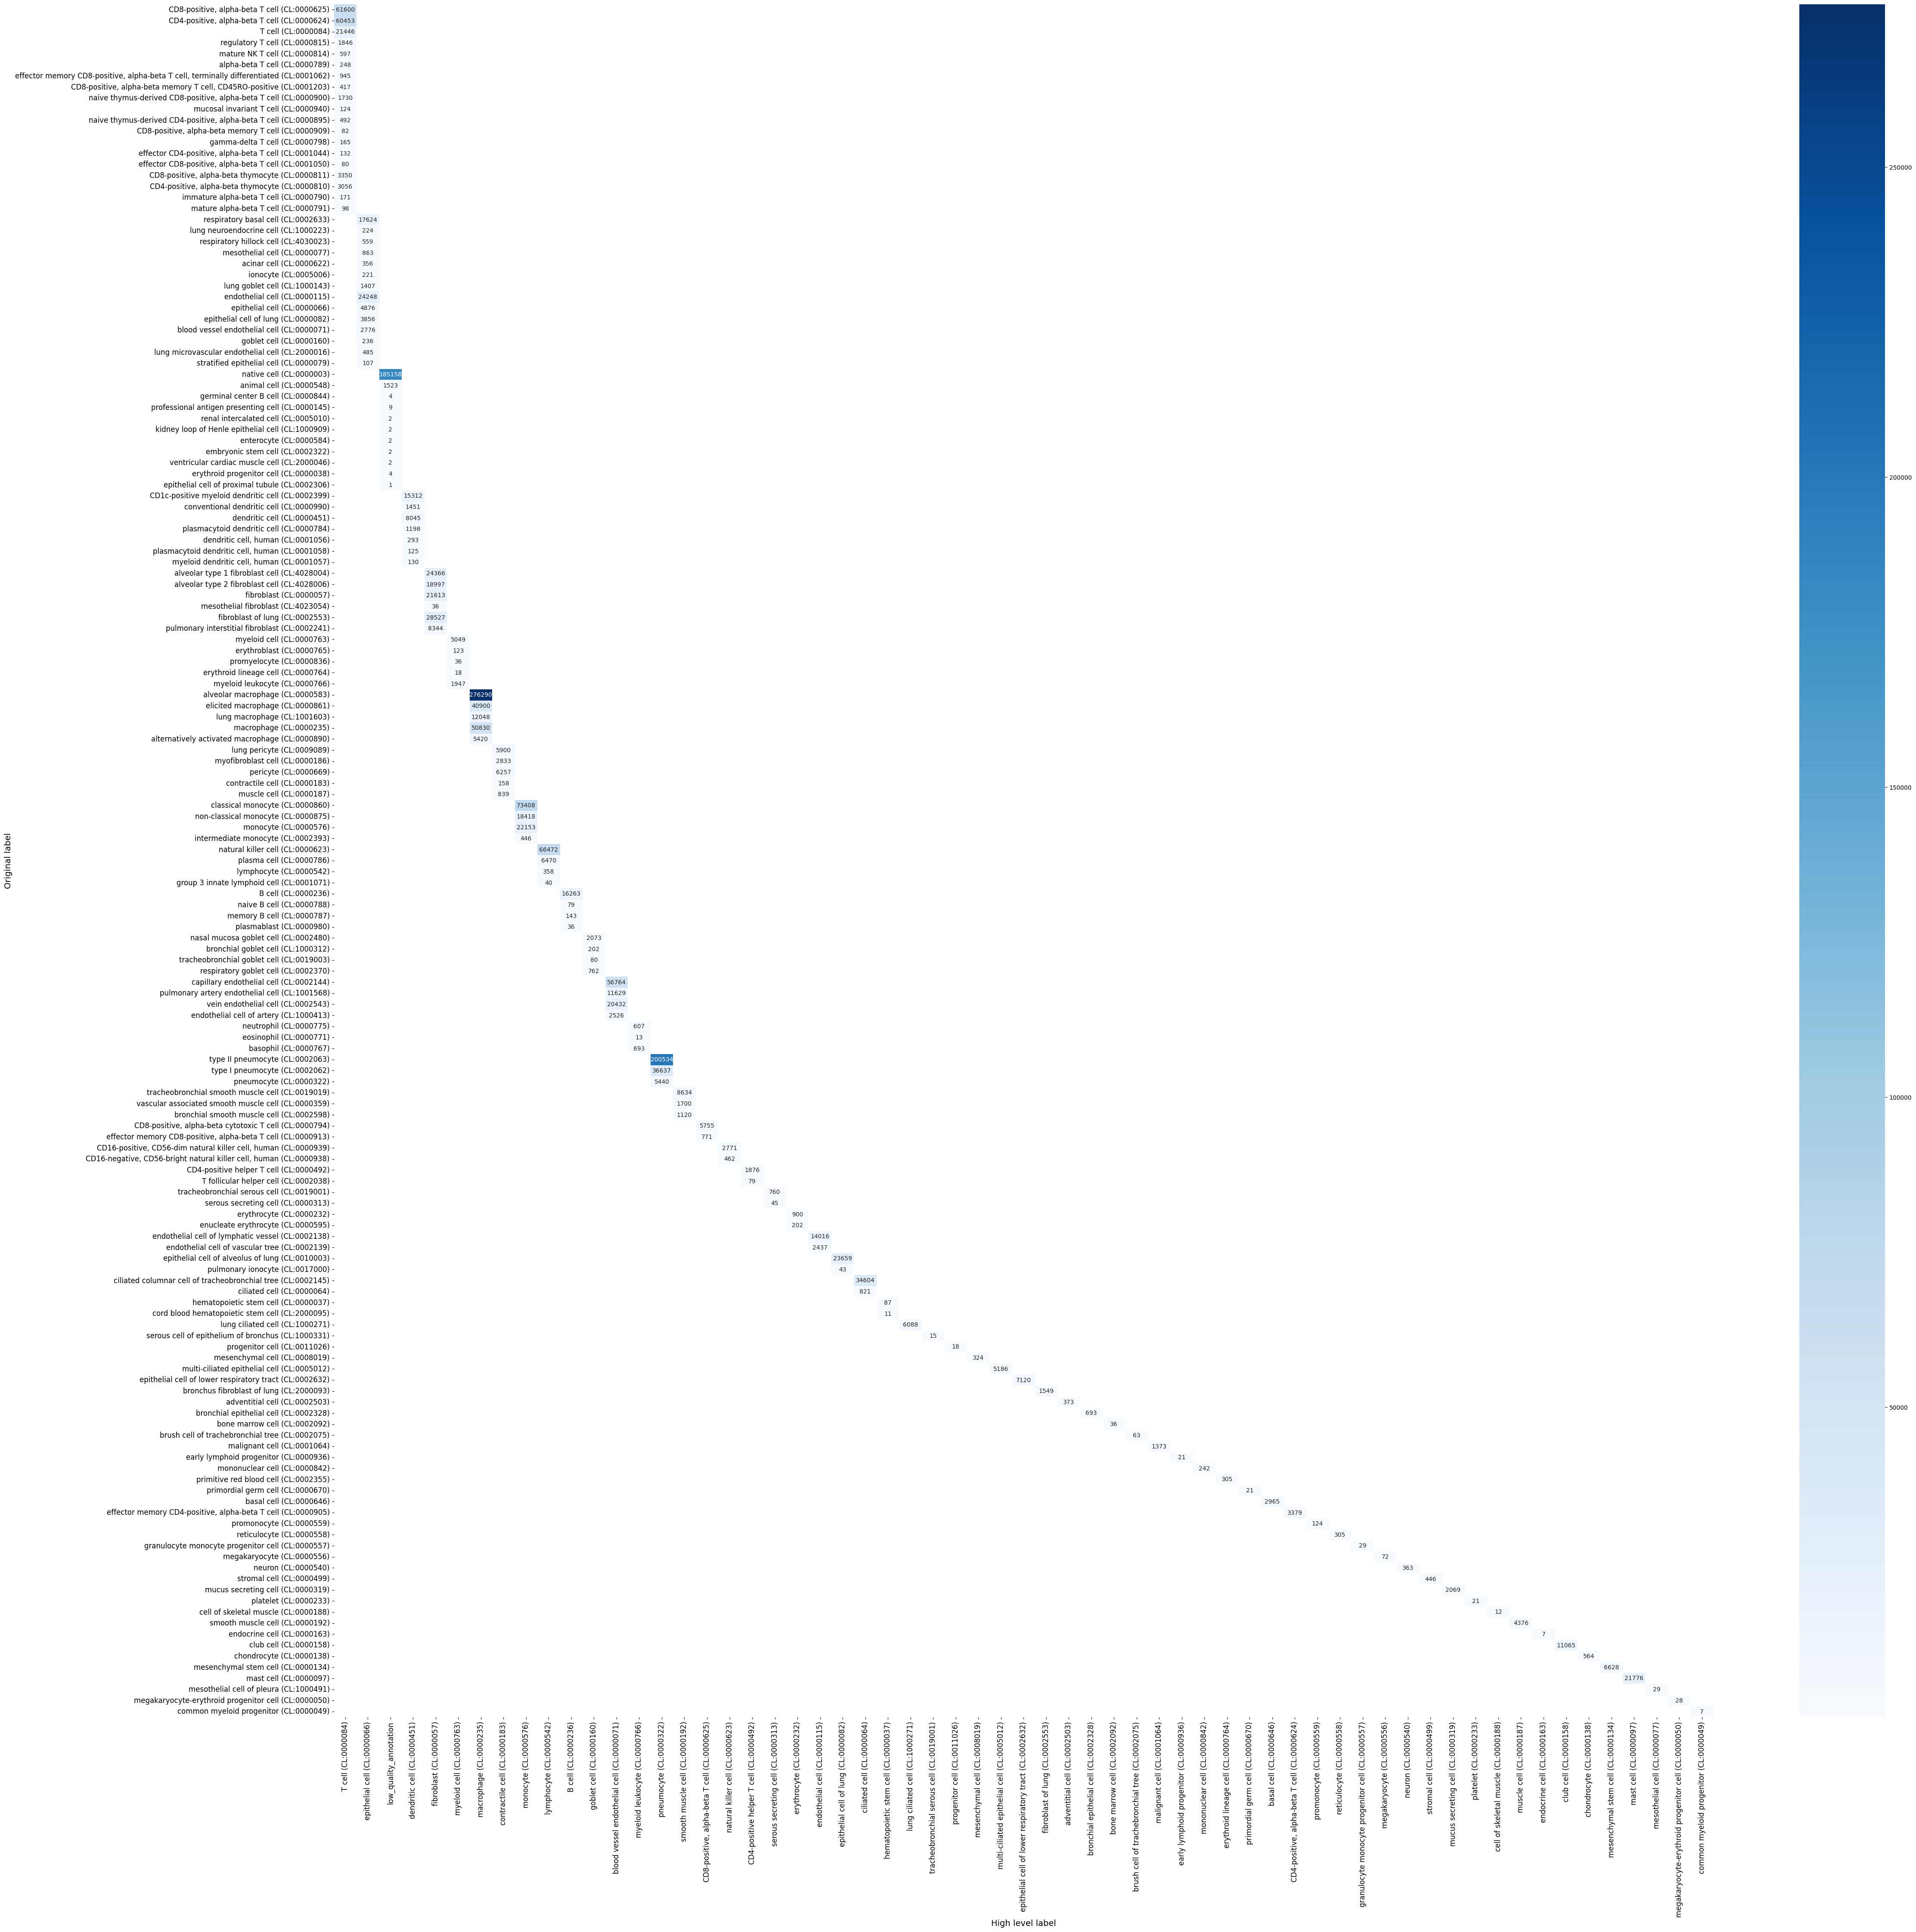 CD8-positive, alpha-beta T cell (CL:0000625) 61600
CD4-positive, alpha-beta T cell (CL:0000624) 60453
T cell (CL:0000084) 21446
regulatory T cell (CL:0000815) 1846
mature NK T cell (CL:0000814) 597
alpha-beta T cell (CL:0000789) 248
effector memory CD8-positive, alpha-beta T cell, terminally differentiated (CL:0001062) 945
CD8-positive, alpha-beta memory T cell, CD45RO-positive (CL:0001203) 417
naive thymus-derived CD8-positive, alpha-beta T cell (CL:0000900) 1730
mucosal invariant T cell (CL:0000940) 124
naive thymus-derived CD4-positive, alpha-beta T cell (CL:0000895) 492
CD8-positive, alpha-beta memory T cell (CL:0000909) 82
gamma-delta T cell (CL:0000798) 165
effector CD4-positive, alpha-beta T cell (CL:0001044) 132
effector CD8-positive, alpha-beta T cell (CL:0001050) 80
CD8-positive, alpha-beta thymocyte (CL:0000811) 3350
CD4-positive, alpha-beta thymocyte (CL:0000810) 3056
immature alpha-beta T cell (CL:0000790) 171
mature alpha-beta T cell (CL:0000791) 98
respiratory basal cell (CL:0002633) 17624
lung neuroendocrine cell (CL:1000223) 224
respiratory hillock cell (CL:4030023) 559
mesothelial cell (CL:0000077) 863
acinar cell (CL:0000622) 356
ionocyte (CL:0005006) 221
lung goblet cell (CL:1000143) 1407
endothelial cell (CL:0000115) 24248
epithelial cell (CL:0000066) 4876
epithelial cell of lung (CL:0000082) 3856
blood vessel endothelial cell (CL:0000071) 2776
goblet cell (CL:0000160) 236
lung microvascular endothelial cell (CL:2000016) 485
stratified epithelial cell (CL:0000079) 107
native cell (CL:0000003) 185158
animal cell (CL:0000548) 1523
germinal center B cell (CL:0000844) 4
professional antigen presenting cell (CL:0000145) 9
renal intercalated cell (CL:0005010) 2
kidney loop of Henle epithelial cell (CL:1000909) 2
enterocyte (CL:0000584) 2
embryonic stem cell (CL:0002322) 2
ventricular cardiac muscle cell (CL:2000046) 2
erythroid progenitor cell (CL:0000038) 4
epithelial cell of proximal tubule (CL:0002306) 1
CD1c-positive myeloid dendritic cell (CL:0002399) 15312
conventional dendritic cell (CL:0000990) 1451
dendritic cell (CL:0000451) 8045
plasmacytoid dendritic cell (CL:0000784) 1198
dendritic cell, human (CL:0001056) 293
plasmacytoid dendritic cell, human (CL:0001058) 125
myeloid dendritic cell, human (CL:0001057) 130
alveolar type 1 fibroblast cell (CL:4028004) 24366
alveolar type 2 fibroblast cell (CL:4028006) 18997
fibroblast (CL:0000057) 21613
mesothelial fibroblast (CL:4023054) 36
fibroblast of lung (CL:0002553) 28527
pulmonary interstitial fibroblast (CL:0002241) 8344
myeloid cell (CL:0000763) 5049
erythroblast (CL:0000765) 123
promyelocyte (CL:0000836) 36
erythroid lineage cell (CL:0000764) 18
myeloid leukocyte (CL:0000766) 1947
alveolar macrophage (CL:0000583) 276290
elicited macrophage (CL:0000861) 40900
lung macrophage (CL:1001603) 12048
macrophage (CL:0000235) 50830
alternatively activated macrophage (CL:0000890) 5420
lung pericyte (CL:0009089) 5900
myofibroblast cell (CL:0000186) 2833
pericyte (CL:0000669) 6257
contractile cell (CL:0000183) 158
muscle cell (CL:0000187) 839
classical monocyte (CL:0000860) 73408
non-classical monocyte (CL:0000875) 18418
monocyte (CL:0000576) 22153
intermediate monocyte (CL:0002393) 446
natural killer cell (CL:0000623) 66472
plasma cell (CL:0000786) 6470
lymphocyte (CL:0000542) 358
group 3 innate lymphoid cell (CL:0001071) 40
B cell (CL:0000236) 16263
naive B cell (CL:0000788) 79
memory B cell (CL:0000787) 143
plasmablast (CL:0000980) 36
nasal mucosa goblet cell (CL:0002480) 2073
bronchial goblet cell (CL:1000312) 202
tracheobronchial goblet cell (CL:0019003) 80
respiratory goblet cell (CL:0002370) 762
capillary endothelial cell (CL:0002144) 56764
pulmonary artery endothelial cell (CL:1001568) 11629
vein endothelial cell (CL:0002543) 20432
endothelial cell of artery (CL:1000413) 2526
neutrophil (CL:0000775) 607
eosinophil (CL:0000771) 13
basophil (CL:0000767) 693
type II pneumocyte (CL:0002063) 200534
type I pneumocyte (CL:0002062) 36637
pneumocyte (CL:0000322) 5440
tracheobronchial smooth muscle cell (CL:0019019) 8634
vascular associated smooth muscle cell (CL:0000359) 1700
bronchial smooth muscle cell (CL:0002598) 1120
CD8-positive, alpha-beta cytotoxic T cell (CL:0000794) 5755
effector memory CD8-positive, alpha-beta T cell (CL:0000913) 771
CD16-positive, CD56-dim natural killer cell, human (CL:0000939) 2771
CD16-negative, CD56-bright natural killer cell, human (CL:0000938) 462
CD4-positive helper T cell (CL:0000492) 1876
T follicular helper cell (CL:0002038) 79
tracheobronchial serous cell (CL:0019001) 760
serous secreting cell (CL:0000313) 45
erythrocyte (CL:0000232) 900
enucleate erythrocyte (CL:0000595) 202
endothelial cell of lymphatic vessel (CL:0002138) 14016
endothelial cell of vascular tree (CL:0002139) 2437
epithelial cell of alveolus of lung (CL:0010003) 23659
pulmonary ionocyte (CL:0017000) 43
ciliated columnar cell of tracheobronchial tree (CL:0002145) 34604
ciliated cell (CL:0000064) 821
hematopoietic stem cell (CL:0000037) 87
cord blood hematopoietic stem cell (CL:2000095) 11
lung ciliated cell (CL:1000271) 6088
serous cell of epithelium of bronchus (CL:1000331) 15
progenitor cell (CL:0011026) 18
mesenchymal cell (CL:0008019) 324
multi-ciliated epithelial cell (CL:0005012) 5186
epithelial cell of lower respiratory tract (CL:0002632) 7120
bronchus fibroblast of lung (CL:2000093) 1549
adventitial cell (CL:0002503) 373
bronchial epithelial cell (CL:0002328) 693
bone marrow cell (CL:0002092) 36
brush cell of trachebronchial tree (CL:0002075) 63
malignant cell (CL:0001064) 1373
early lymphoid progenitor (CL:0000936) 21
mononuclear cell (CL:0000842) 242
primitive red blood cell (CL:0002355) 305
primordial germ cell (CL:0000670) 21
basal cell (CL:0000646) 2965
effector memory CD4-positive, alpha-beta T cell (CL:0000905) 3379
promonocyte (CL:0000559) 124
reticulocyte (CL:0000558) 305
granulocyte monocyte progenitor cell (CL:0000557) 29
megakaryocyte (CL:0000556) 72
neuron (CL:0000540) 363
stromal cell (CL:0000499) 446
mucus secreting cell (CL:0000319) 2069
platelet (CL:0000233) 21
cell of skeletal muscle (CL:0000188) 12
smooth muscle cell (CL:0000192) 4376
endocrine cell (CL:0000163) 7
club cell (CL:0000158) 11065
chondrocyte (CL:0000138) 564
mesenchymal stem cell (CL:0000134) 6628
mast cell (CL:0000097) 21776
mesothelial cell of pleura (CL:1000491) 29
megakaryocyte-erythroid progenitor cell (CL:0000050) 28
common myeloid progenitor (CL:0000049) 7
Original label
T cell (CL:0000084)
epithelial cell (CL:0000066)
low_quality_annotation
dendritic cell (CL:0000451)
fibroblast (CL:0000057)
myeloid cell (CL:0000763)
macrophage (CL:0000235)
contractile cell (CL:0000183)
monocyte (CL:0000576)
lymphocyte (CL:0000542)
B cell (CL:0000236)
goblet cell (CL:0000160)
blood vessel endothelial cell (CL:0000071)
myeloid leukocyte (CL:0000766)
pneumocyte (CL:0000322)
smooth muscle cell (CL:0000192)
CD8-positive, alpha-beta T cell (CL:0000625)
natural killer cell (CL:0000623)
CD4-positive helper T cell (CL:0000492)
serous secreting cell (CL:0000313)
erythrocyte (CL:0000232)
endothelial cell (CL:0000115)
epithelial cell of lung (CL:0000082)
ciliated cell (CL:0000064)
hematopoietic stem cell (CL:0000037)
lung ciliated cell (CL:1000271)
tracheobronchial serous cell (CL:0019001)
progenitor cell (CL:0011026)
mesenchymal cell (CL:0008019)
multi-ciliated epithelial cell (CL:0005012)
epithelial cell of lower respiratory tract (CL:0002632)
fibroblast of lung (CL:0002553)
adventitial cell (CL:0002503)
bronchial epithelial cell (CL:0002328)
bone marrow cell (CL:0002092)
brush cell of trachebronchial tree (CL:0002075)
malignant cell (CL:0001064)
early lymphoid progenitor (CL:0000936)
mononuclear cell (CL:0000842)
erythroid lineage cell (CL:0000764)
primordial germ cell (CL:0000670)
basal cell (CL:0000646)
CD4-positive, alpha-beta T cell (CL:0000624)
promonocyte (CL:0000559)
reticulocyte (CL:0000558)
granulocyte monocyte progenitor cell (CL:0000557)
megakaryocyte (CL:0000556)
neuron (CL:0000540)
stromal cell (CL:0000499)
mucus secreting cell (CL:0000319)
platelet (CL:0000233)
cell of skeletal muscle (CL:0000188)
muscle cell (CL:0000187)
endocrine cell (CL:0000163)
club cell (CL:0000158)
chondrocyte (CL:0000138)
mesenchymal stem cell (CL:0000134)
mast cell (CL:0000097)
mesothelial cell (CL:0000077)
megakaryocyte-erythroid progenitor cell (CL:0000050)
common myeloid progenitor (CL:0000049)
High level label
250000
200000
150000
100000
50000